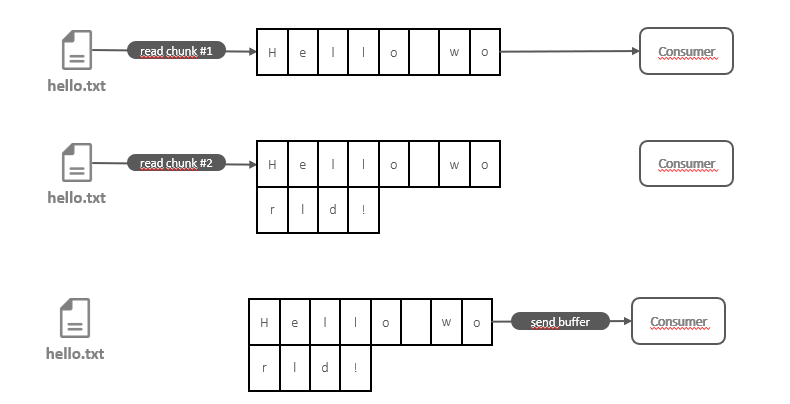 read chunk #1
H e l l o   w o
Consumer
hello.txt
read chunk #2
H e l l o   w o
Consumer
r l d !
hello.txt
H e l l o   w o
send buffer
Consumer
r l d !
hello.txt